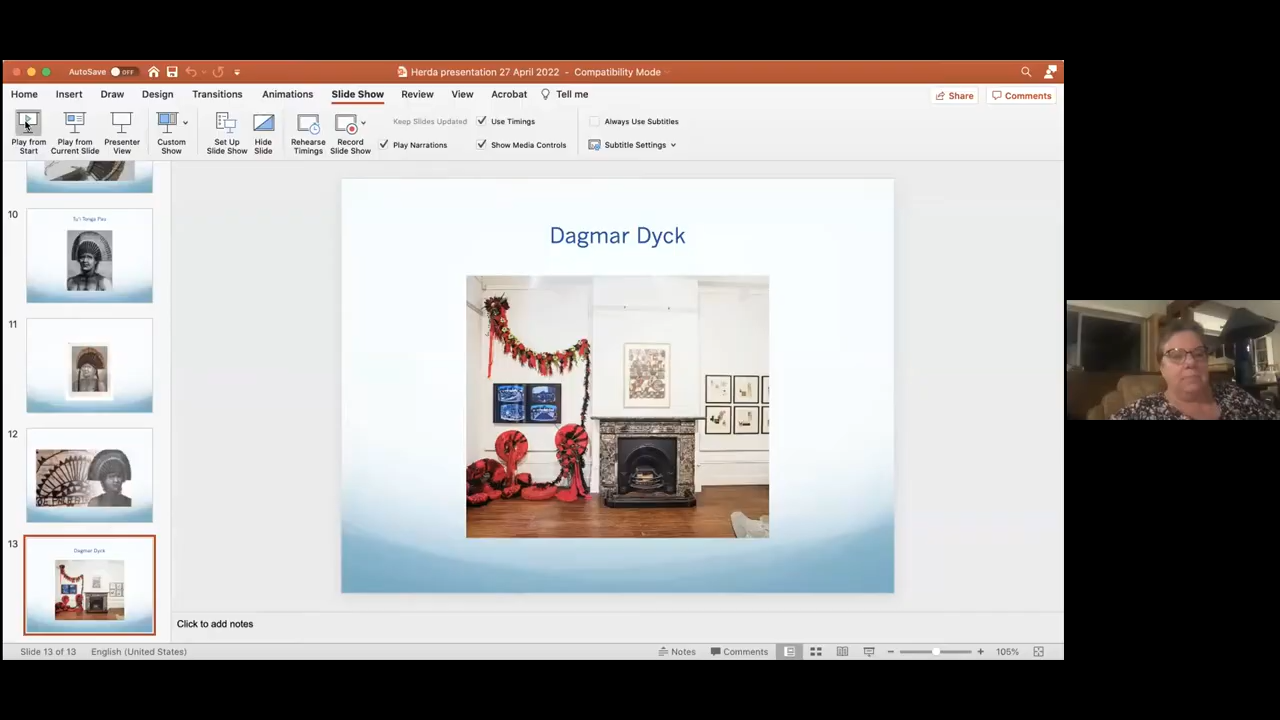 AutoSave OFF
Herda presentation 27 April 2022 - Compatibility Mode
Home Insert Draw Design Transitions Animations Slide Show Review View Acrobat Tell me
Share Comments
Play from Start
Play from Current Slide
Presenter View
Custom Show
Set Up Slide Show
Hide Slide
Rehearse Timings
Record Slide Show
Keep Slides Updated
Play Narrations
Use Timings
Show Media Controls
Always Use Subtitles
Subtitle Settings
10
11
12
13
Dagmar Dyck
Dagmar Dyck
Click to add notes
Slide 13 of 13 English (United States) Notes Comments 105%